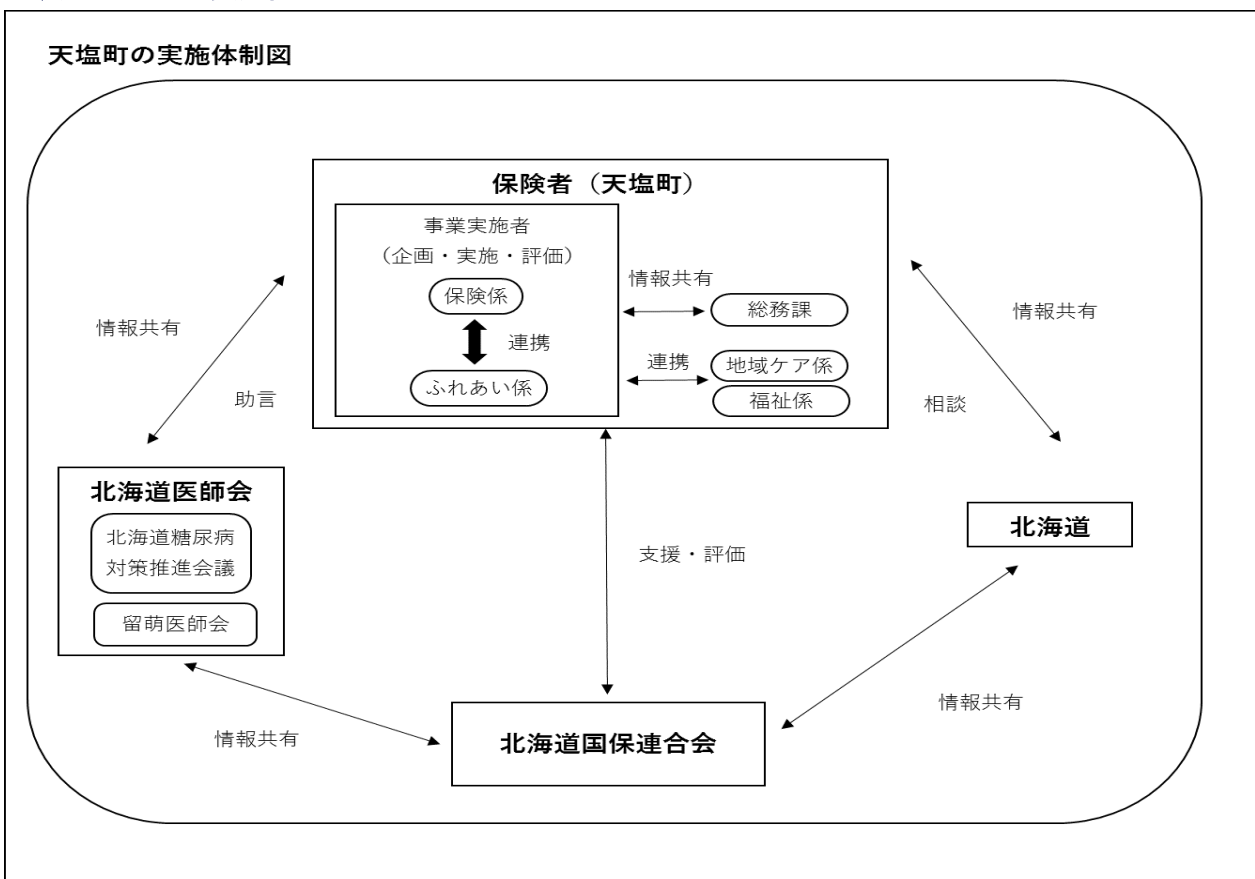 天塩町の実施体制図
保険者（天塩町）
事業実施者
（企画・実施・評価）
保険係
連携
ふれあい係
情報共有
総務課
連携
地域ケア係
福祉係
情報共有
助言
情報共有
相談
北海道医師会
北海道糖尿病
対策推進会議
留萌医師会
北海道
支援・評価
情報共有
北海道国保連合会
情報共有